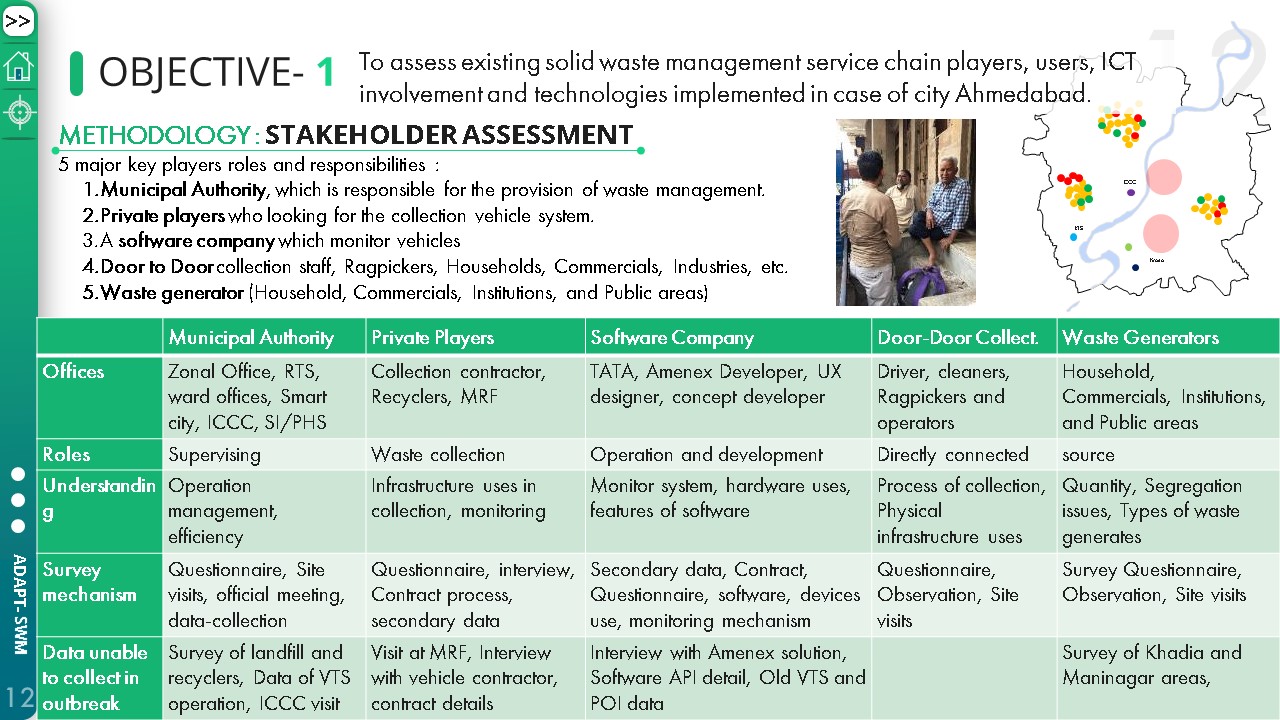 >>
12
OBJECTIVE- 1
To assess existing solid waste management service chain players, users, ICT
involvement and technologies implemented in case of city Ahmedabad.
METHODOLOGY : STAKEHOLDER ASSESSMENT
5 major key players roles and responsibilities :
1.Municipal Authority, which is responsible for the provision of waste management.
2.Private players who looking for the collection vehicle system.
3.A software company which monitor vehicles
4.Door to Door collection staff, Ragpickers, Households, Commercials, Industries, etc.
5.Waste generator (Household, Commercials, Institutions, and Public areas)
ICCC
RTS
Municipal Authority
Private Players
Software Company
Door-Door Collect.
Waste Generators
Offices
Zonal Office, RTS,
ward offices, Smart
city, ICCC, SI/PHS
Collection contractor,
Recyclers, MRF
TATA, Amenex Developer, UX
designer, concept developer
Driver, cleaners,
Ragpickers and
operators
Household,
Commercials, Institutions,
and Public areas
Roles
Supervising
Waste collection
Operation and development
Directly connected
source
Understandin
g
Operation
management,
efficiency
Infrastructure uses in
collection, monitoring
Monitor system, hardware uses,
features of software
Process of collection,
Physical
infrastructure uses
Quantity, Segregation
issues, Types of waste
generates
Survey
mechanism
Questionnaire, Site
visits, official meeting,
data-collection
Questionnaire, interview,
Contract process,
secondary data
Secondary data, Contract,
Questionnaire, software, devices
use, monitoring mechanism
Questionnaire,
Observation, Site
visits
Survey Questionnaire,
Observation, Site visits
Data unable
to collect in
outbreak
Survey of landfill and
recyclers, Data of VTS
operation, ICCC visit
Visit at MRF, Interview
with vehicle contractor,
contract details
Interview with Amenex solution,
Software API detail, Old VTS and
POI data
Survey of Khadia and
Maninagar areas,
ADAPT- SWM
12